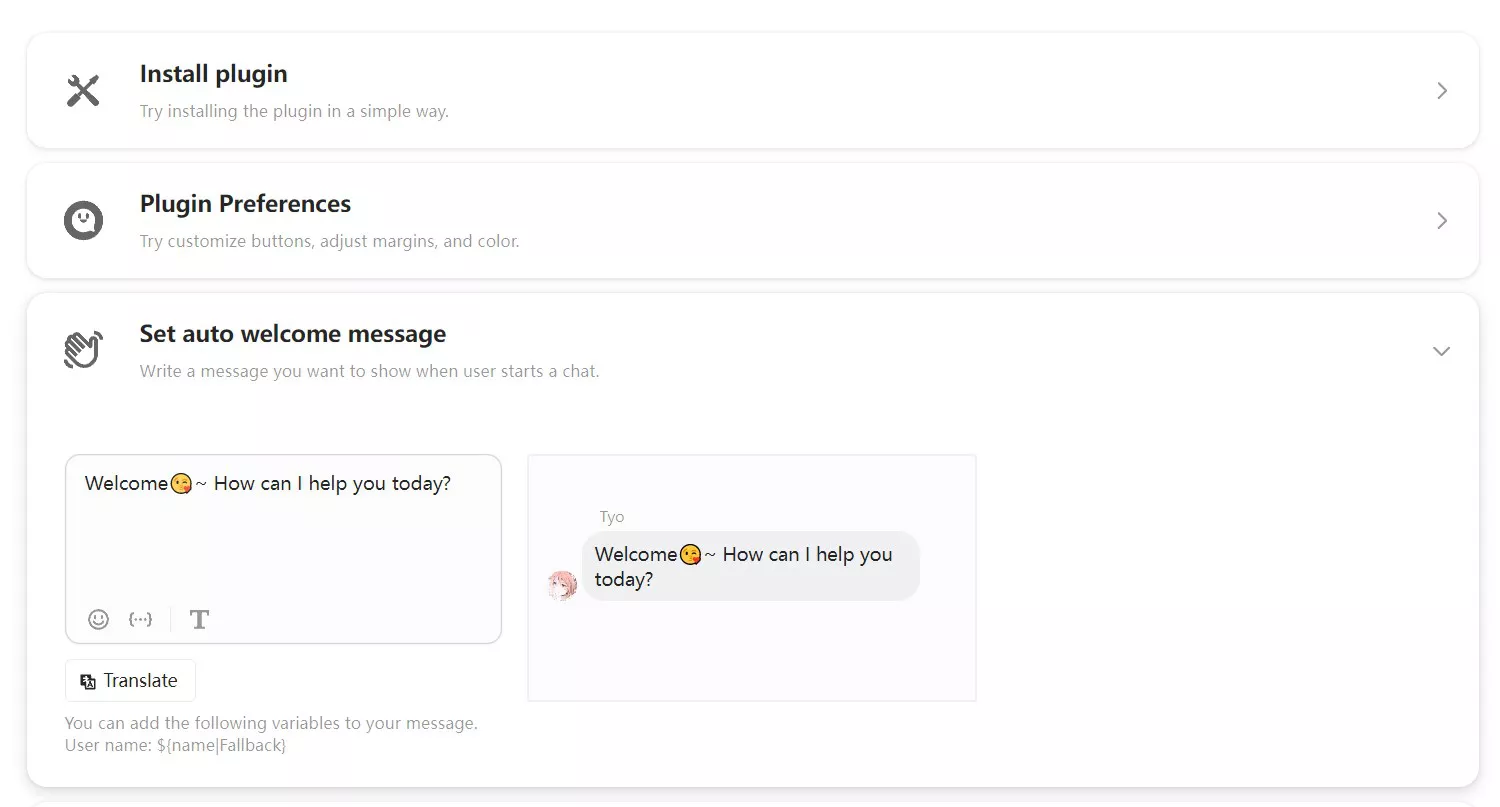 Install plugin
Try installing the plugin in a simple way.
Plugin Preferences
Try customize buttons, adjust margins, and color.
Set auto welcome message
Write a message you want to show when user starts a chat.
Welcome😘~ How can I help you today?
T
Translate
You can add the following variables to your message.
User name: ${name|Fallback}
Tyo
Welcome😘~ How can I help you
today?